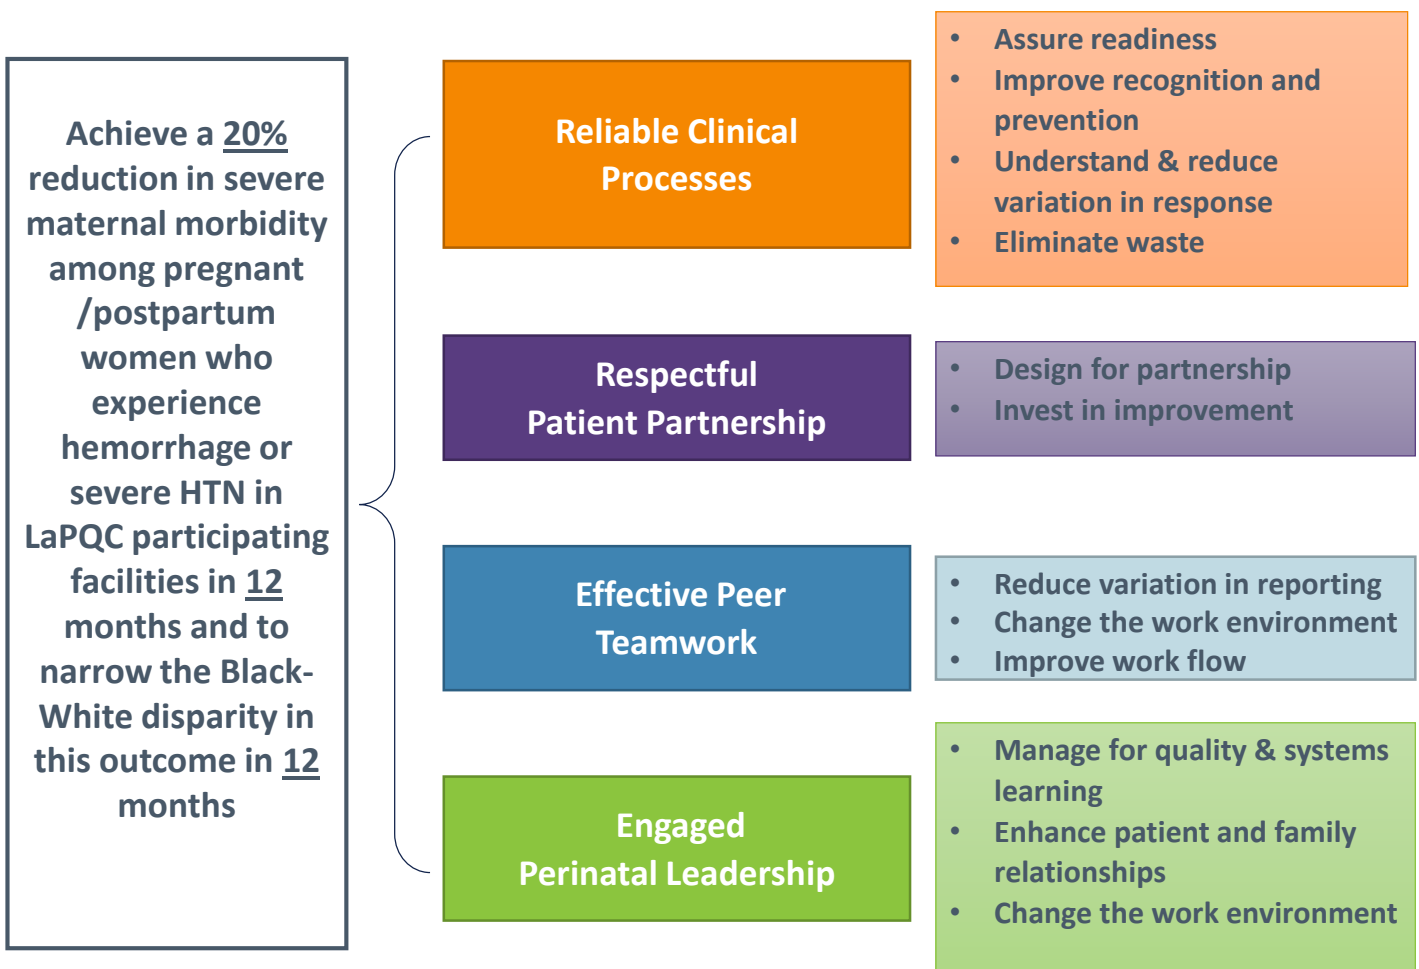 Achieve a 20%
reduction in severe
maternal morbidity
among pregnant
/postpartum
women who
experience
hemorrhage or
severe HTN in
LaPQC participating
facilities in 12
months and to
narrow the Black-
White disparity in
this outcome in 12
months
Reliable Clinical
Processes
• Assure readiness
• Improve recognition and
prevention
• Understand & reduce
variation in response
• Eliminate waste
Respectful
Patient Partnership
• Design for partnership
• Invest in improvement
Effective Peer
Teamwork
• Reduce variation in reporting
• Change the work environment
• Improve work flow
Engaged
Perinatal Leadership
• Manage for quality & systems
learning
• Enhance patient and family
relationships
• Change the work environment